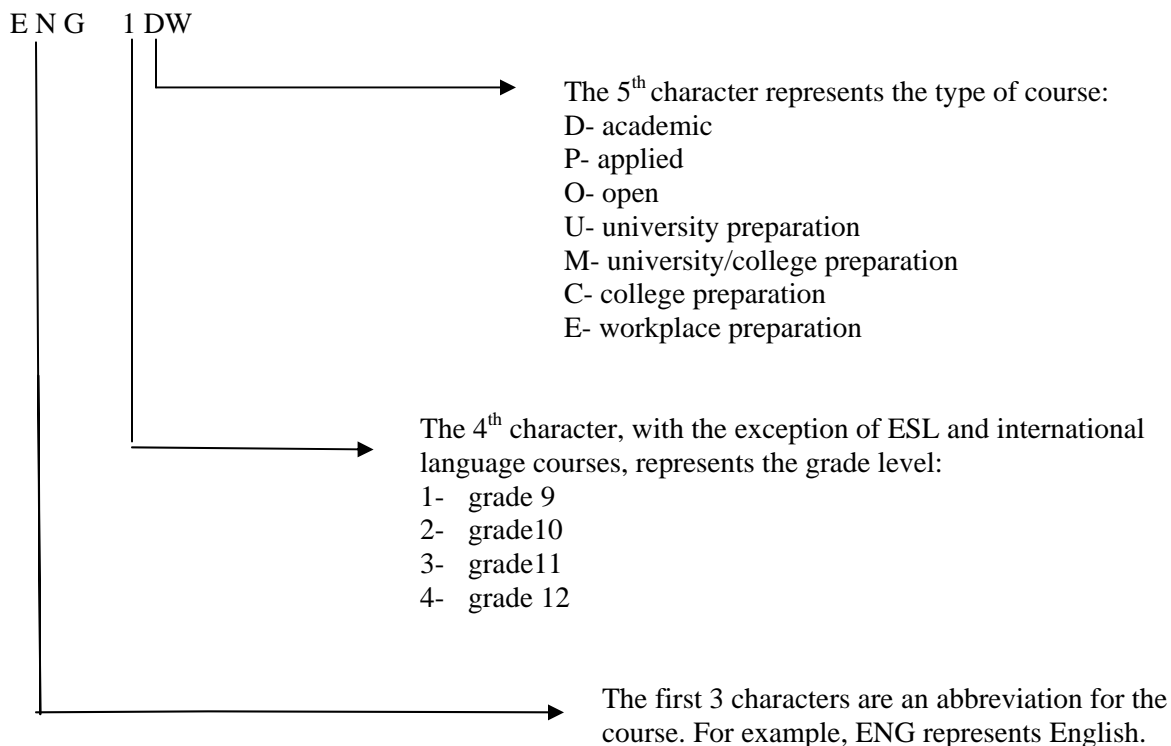 E N G 1 DW
The 5th character represents the type of course:
D- academic
P- applied
O- open
U- university preparation
M- university/college preparation
C- college preparation
E- workplace preparation
The 4th character, with the exception of ESL and international
language courses, represents the grade level:
1- grade 9
2- grade10
3- grade11
4- grade 12
The first 3 characters are an abbreviation for the
course. For example, ENG represents English.